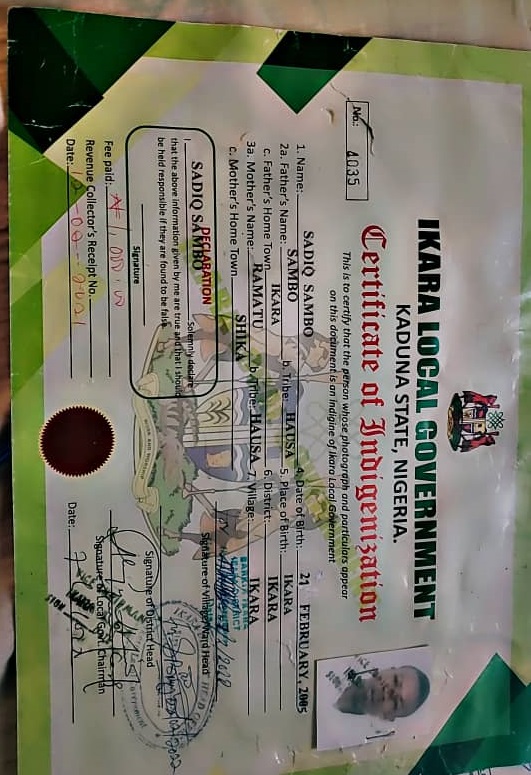 No.: 4035
IKARA LOCAL GOVERNMENT
KADUNA STATE, NIGERIA.
Certificate of Indigenization
This is to certify that the person whose photograph and particulars appear
on this document is an indigine of Ikara Local Government
1. Name: SADIQ SAMBO 4. Date of Birth: 21 FEBRUARY, 2005
2a. Father's Name: SAMBO b. Tribe: HAUSA 5. Place of Birth: IKARA
c. Father's Home Town IKARA 6. District: IKARA
3a. Mother's Name: RAMATU b. Tribe: HAUSA 7. Village: IKARA
c. Mother's Home Town SHIKA
DECLARATION
I, SADIQ SAMBO Solemnly declare
that the above information given by me are true and that I should
be held responsible if they are found to be false.
Signature
Signature of Village/Ward Head
Signature of District Head
Fee paid: ₦ 1,000.00
Revenue Collector's Receipt No.
Date:
Signature of Local Govt. Chairman
Date: